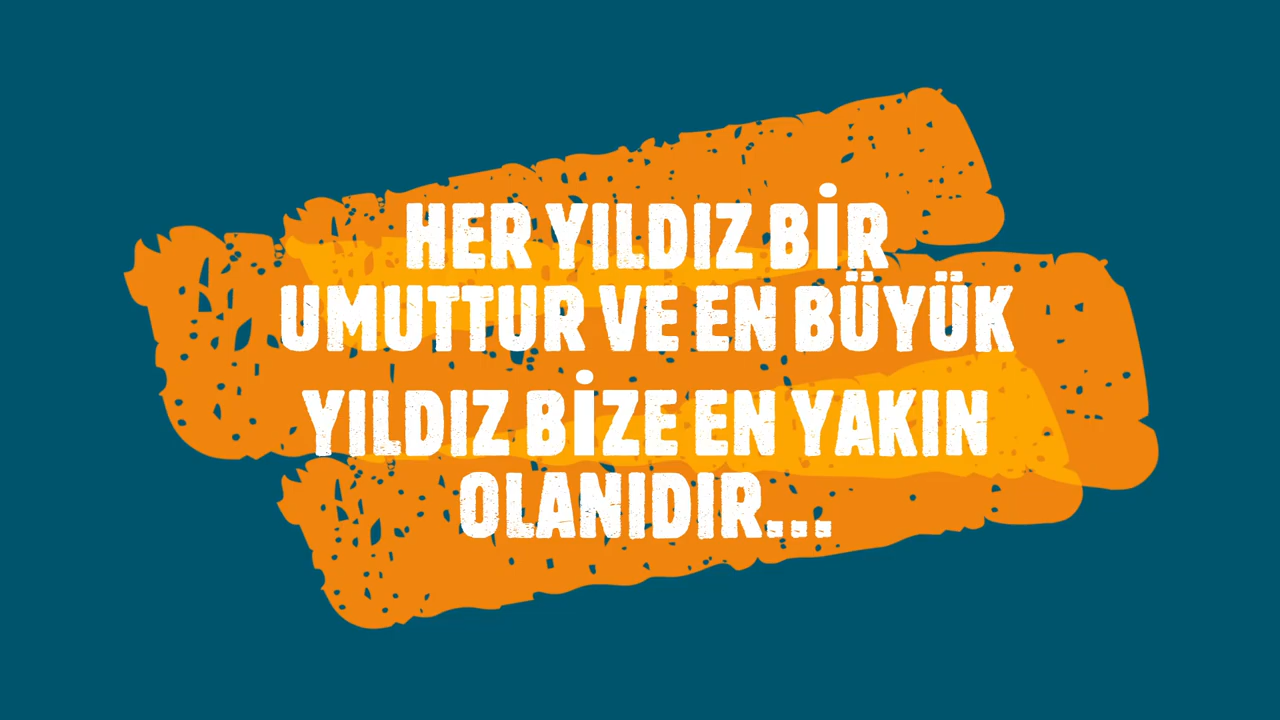 HER YILDIZ BİR
UMUTTUR VE EN BÜYÜK
YILDIZ BİZE EN YAKIN
OLANIDIR...